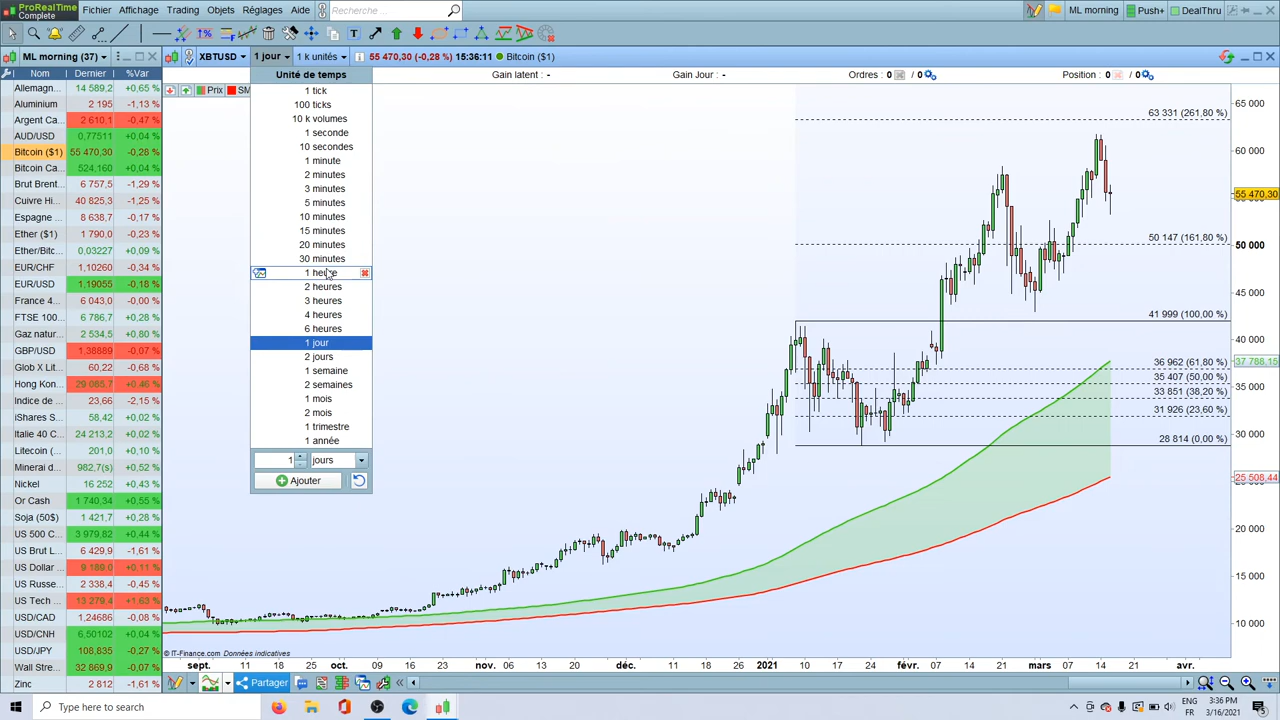 ProRealTime
Complete
Fichier Affichage Trading Objets Réglages Aide Recherche ... ML morning Push+ DealThru
ML morning (37) XBTUSD 1 jour 1 k unités 55 470,30 (-0,28 %) 15:36:11 Bitcoin ($1)
Nom Dernier %Var
Unité de temps
Gain latent : - Gain Jour : - Ordres : 0 / 0 Position : 0 / 0
Prix SM
Allemagn... 14 589,2 +0,65 %
Aluminium 2 195 -1,13 %
Argent Ca... 2 610,1 -0,47 %
AUD/USD 0,77511 +0,04 %
Bitcoin ($1) 55 470,30 -0,28 %
Bitcoin Ca... 524,160 +0,04 %
Brut Brent... 6 757,5 -1,29 %
Cuivre Hi... 40 825,3 -1,25 %
Espagne ... 8 638,7 -0,17 %
Ether ($1) 1 790,0 -0,23 %
Ether/Bitc... 0,03227 +0,09 %
EUR/CHF 1,10260 -0,34 %
EUR/USD 1,19055 -0,18 %
France 4... 6 043,0 -0,00 %
FTSE 100... 6 786,7 +0,28 %
Gaz natur... 2 534,5 +0,80 %
GBP/USD 1,38889 -0,07 %
Glob X Lit... 60,22 -0,68 %
Hong Kon... 29 085,7 +0,46 %
Indice de ... 23,66 -2,15 %
iShares S... 58,42 +0,02 %
Italie 40 C... 24 213,2 +0,02 %
Litecoin (... 201,0 +0,10 %
Minerai d... 982,7(s) +0,52 %
Nickel 16 252 +0,43 %
Or Cash 1 740,34 +0,55 %
Soja (50$) 1 421,7 +0,28 %
US 500 C... 3 979,82 +0,44 %
US Brut L... 6 429,9 -1,61 %
US Dollar ... 9 189,0 +0,11 %
US Russe... 2 338,4 -0,45 %
US Tech ... 13 279,4 +1,63 %
USD/CAD 1,24686 -0,08 %
USD/CNH 6,50102 +0,04 %
USD/JPY 108,835 -0,27 %
Wall Stre... 32 869,9 -0,07 %
Zinc 2 812 -1,61 %
1 tick
100 ticks
10 k volumes
1 seconde
10 secondes
1 minute
2 minutes
3 minutes
5 minutes
10 minutes
15 minutes
20 minutes
30 minutes
1 heure
2 heures
3 heures
4 heures
6 heures
1 jour
2 jours
1 semaine
2 semaines
1 mois
2 mois
1 trimestre
1 année
1 jours
Ajouter
63 331 (261,80 %)
50 147 (161,80 %)
41 999 (100,00 %)
36 962 (61,80 %)
35 407 (50,00 %)
33 851 (38,20 %)
31 926 (23,60 %)
28 814 (0,00 %)
65 000
60 000
55 470,30
50 000
45 000
40 000
37 788,15
35 000
30 000
25 508,44
20 000
15 000
10 000
© IT-Finance.com Données indicatives
sept. 11 25 oct. 09 16 nov. 06 13 23 déc. 11 18 26 2021 10 17 24 févr. 07 14 21 mars 07 14 21 avr.
Partager
Type here to search
EN
FR
3:36 PM
3/16/2021